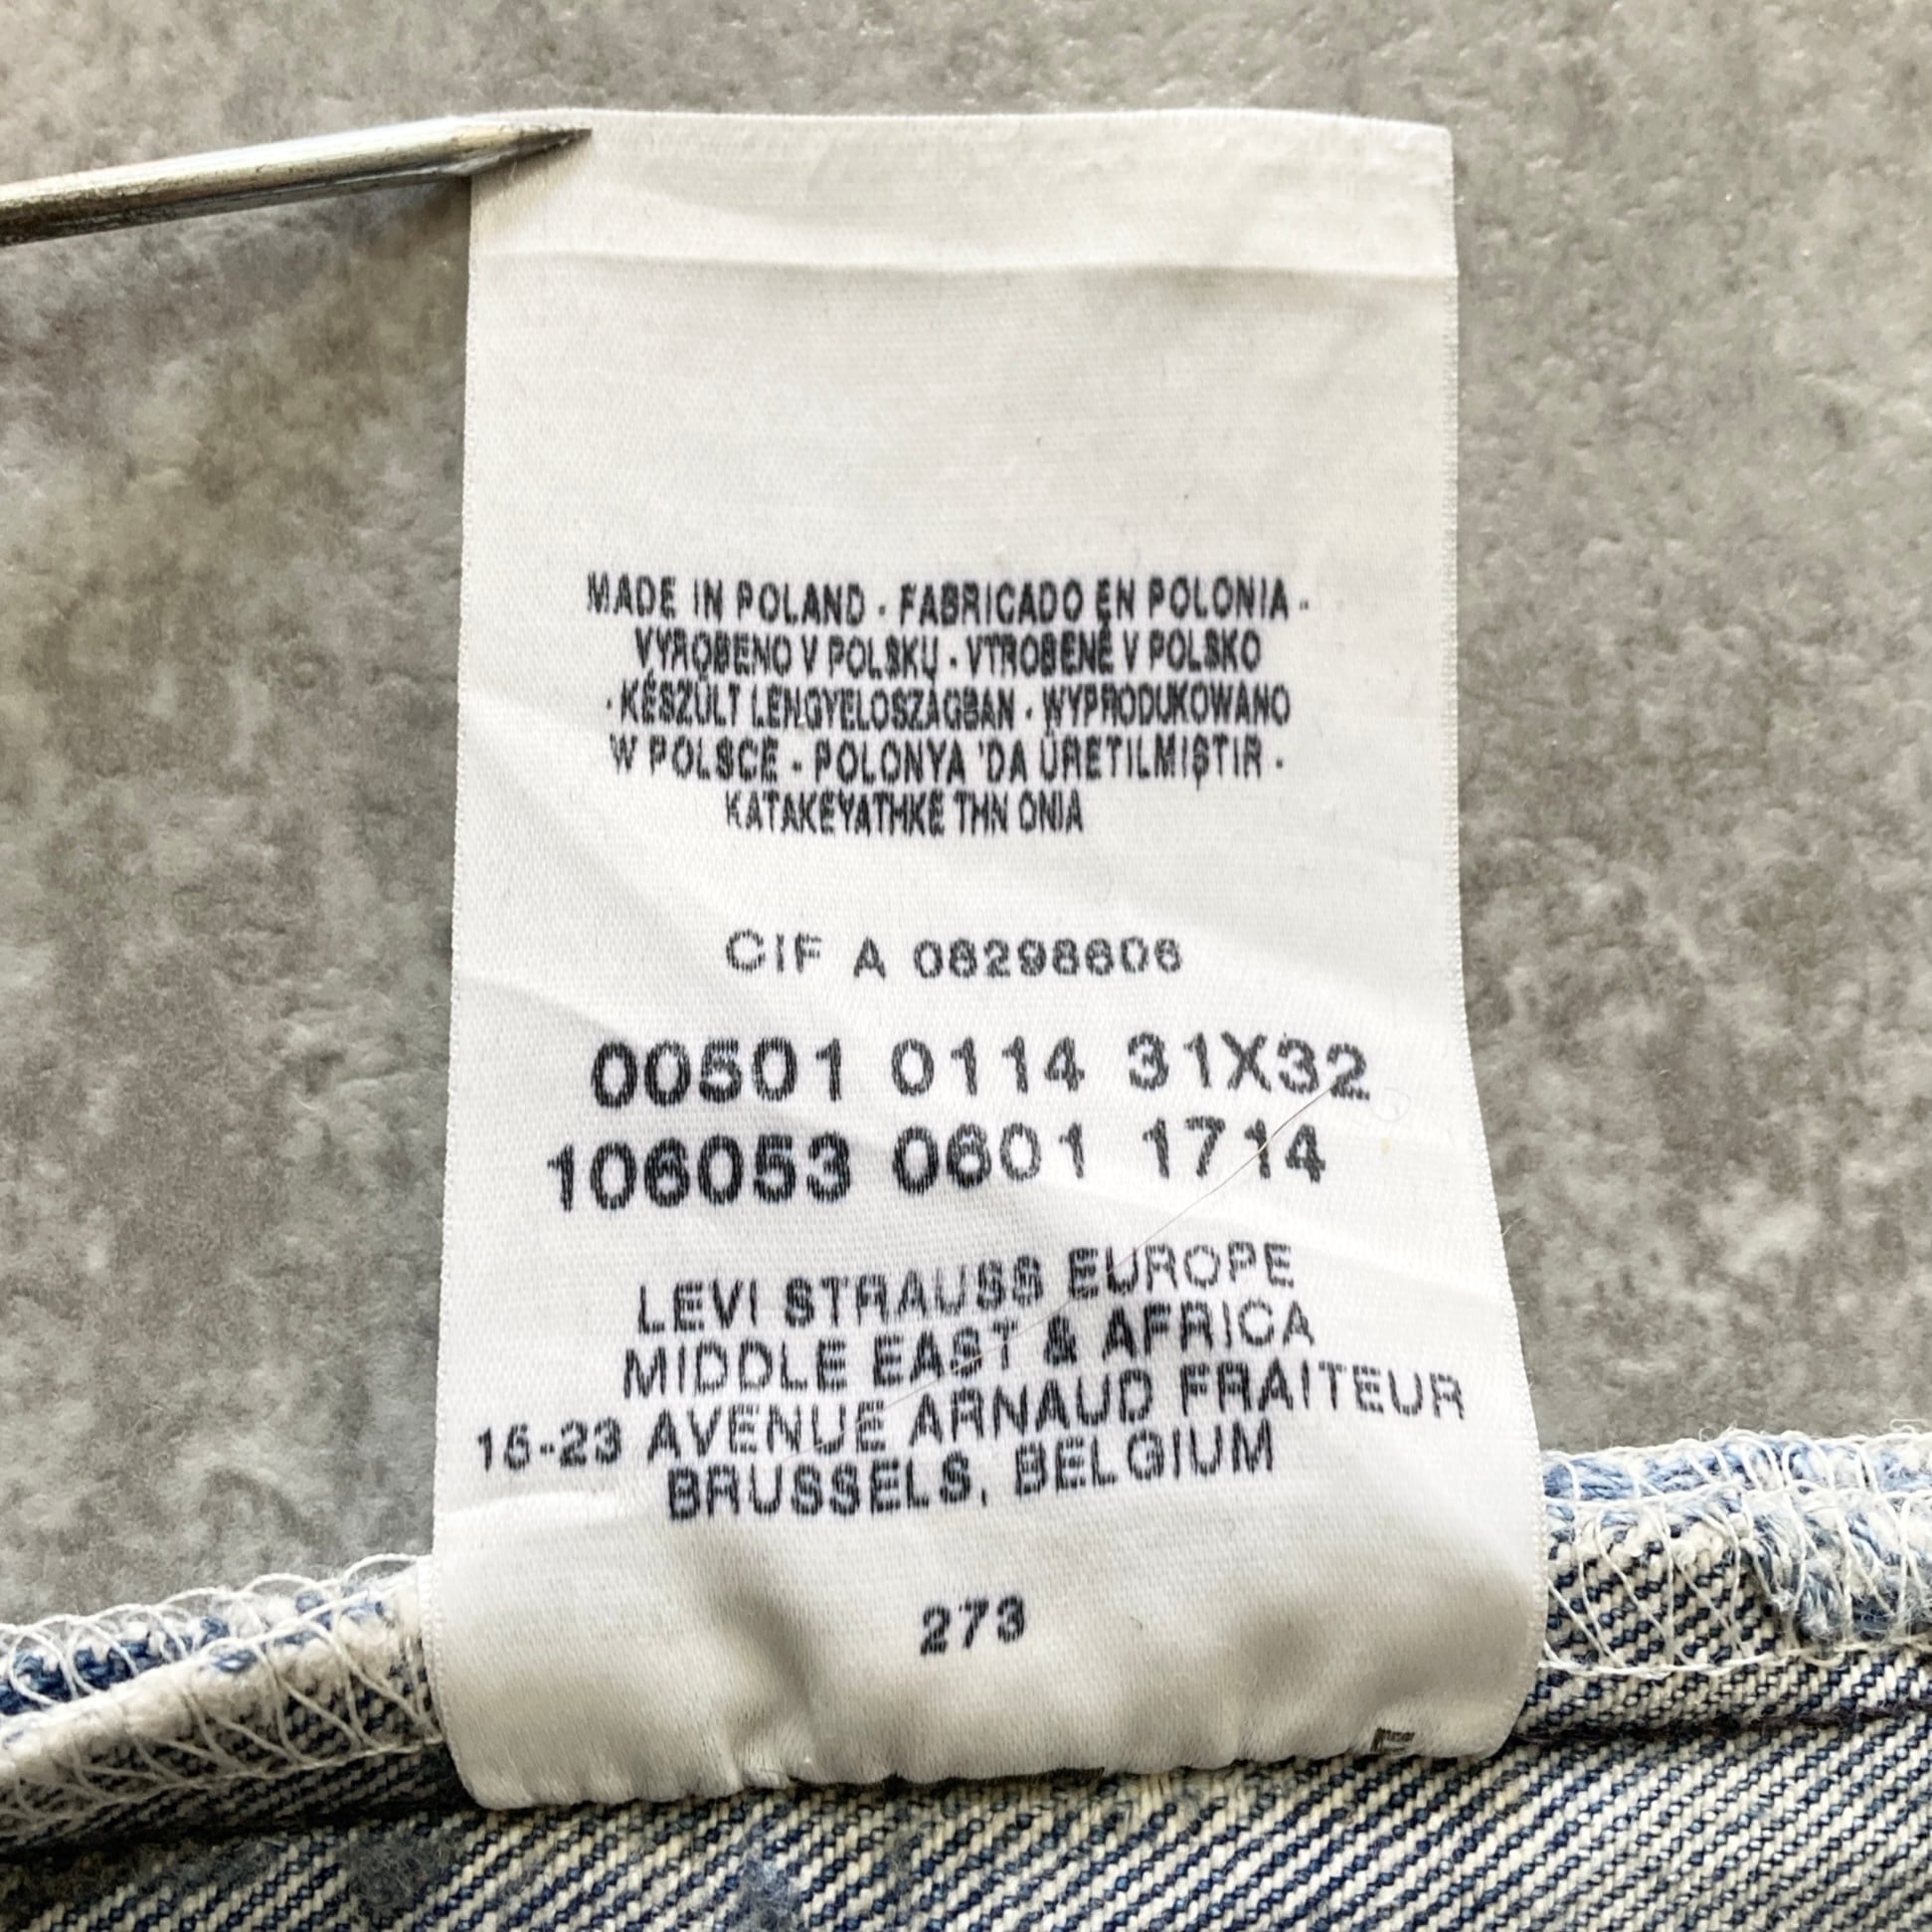 MADE IN POLAND - FABRICADO EN POLONIA -
VYROBENO V POLSKU - VTROBENÉ V POLSKO
- KÉSZÜLT LENGYELOSZÁGBAN - WYPRODUKOWANO
W POLSCE - POLONYA 'DA ÜRETILMIŞTIR -
KATAKEYATHKE THN ONIA
CIF A 08298606
00501 0114 31X32
106053 0601 1714
LEVI STRAUSS EUROPE
MIDDLE EAST & AFRICA
15-23 AVENUE ARNAUD FRAITEUR
BRUSSELS, BELGIUM
273